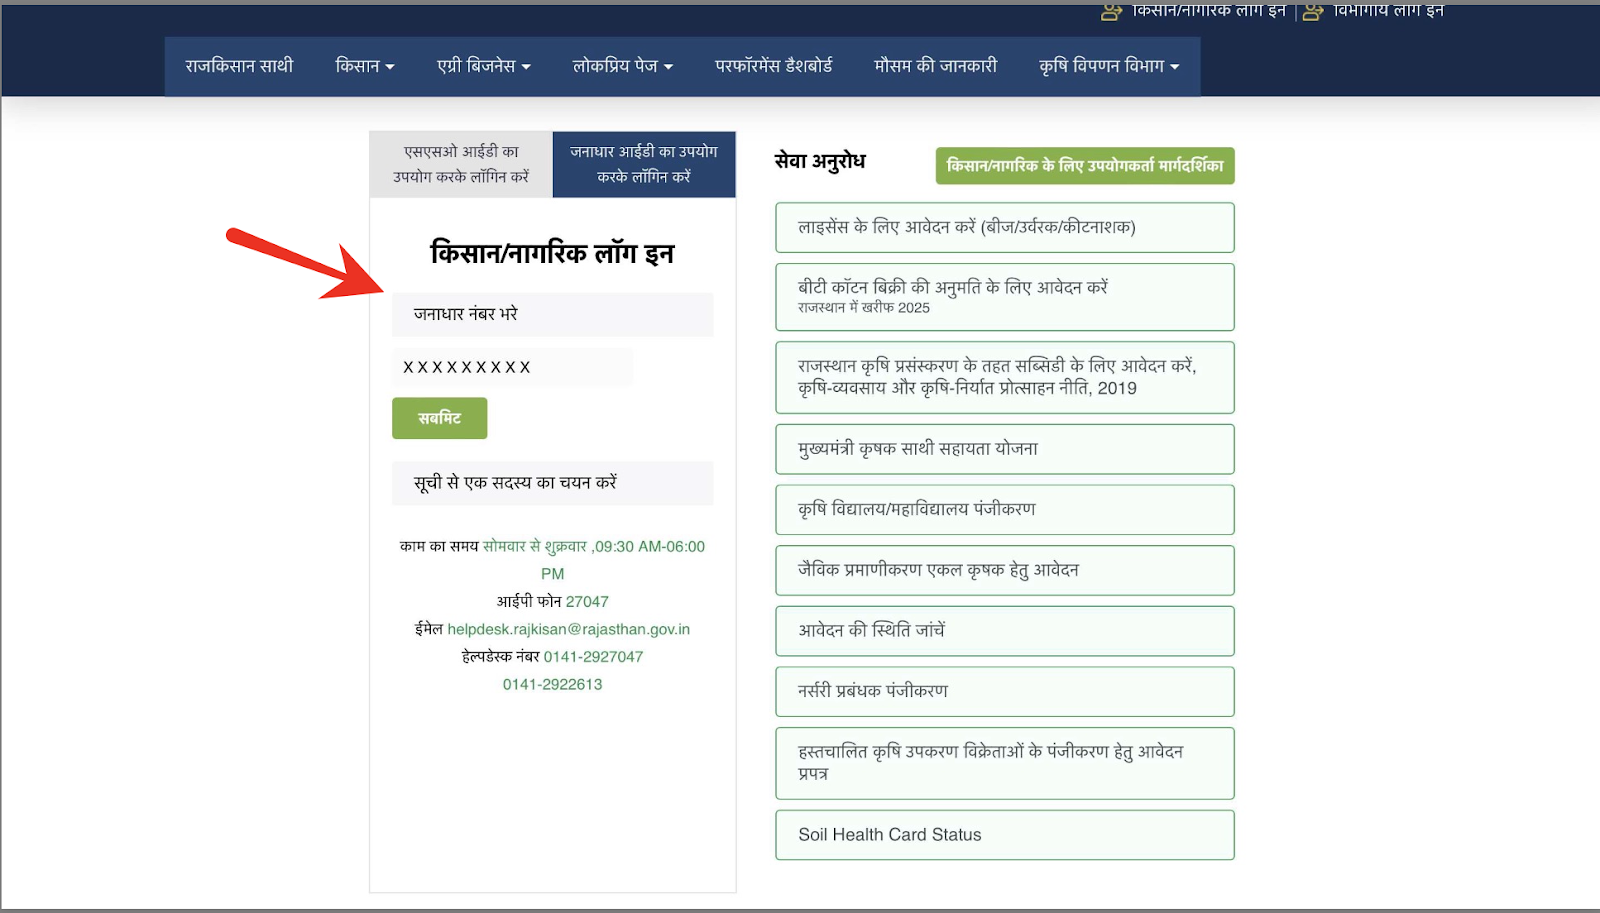 किसान/नागरिक लॉग इन
विभागीय लॉग इन
राजकिसान साथी
किसान
एग्री बिजनेस
लोकप्रिय पेज
परफॉरमेंस डैशबोर्ड
मौसम की जानकारी
कृषि विपणन विभाग
एसएसओ आईडी का
उपयोग करके लॉगिन करें
जनाधार आईडी का उपयोग
करके लॉगिन करें
किसान/नागरिक लॉग इन
जनाधार नंबर भरे
X X X X X X X X X
सबमिट
सूची से एक सदस्य का चयन करें
काम का समय सोमवार से शुक्रवार ,09:30 AM-06:00
PM
आईपी फोन 27047
ईमेल helpdesk.rajkisan@rajasthan.gov.in
हेल्पडेस्क नंबर 0141-2927047
0141-2922613
सेवा अनुरोध
किसान/नागरिक के लिए उपयोगकर्ता मार्गदर्शिका
लाइसेंस के लिए आवेदन करें (बीज/उर्वरक/कीटनाशक)
बीटी कॉटन बिक्री की अनुमति के लिए आवेदन करें
राजस्थान में खरीफ 2025
राजस्थान कृषि प्रसंस्करण के तहत सब्सिडी के लिए आवेदन करें,
कृषि-व्यवसाय और कृषि-निर्यात प्रोत्साहन नीति, 2019
मुख्यमंत्री कृषक साथी सहायता योजना
कृषि विद्यालय/महाविद्यालय पंजीकरण
जैविक प्रमाणीकरण एकल कृषक हेतु आवेदन
आवेदन की स्थिति जांचें
नर्सरी प्रबंधक पंजीकरण
हस्तचालित कृषि उपकरण विक्रेताओं के पंजीकरण हेतु आवेदन
प्रपत्र
Soil Health Card Status